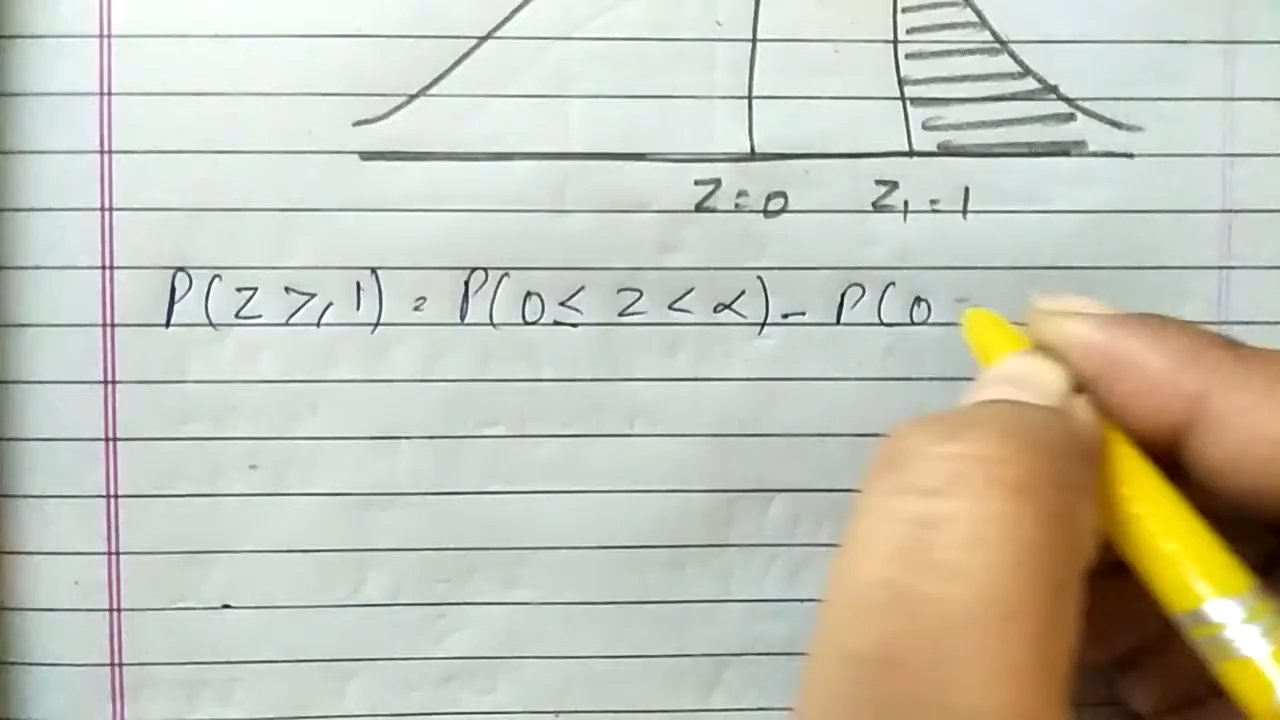 Z=0 Z₁=1
P(Z ≥ 1) = P(0 ≤ Z < ∝) - P(0